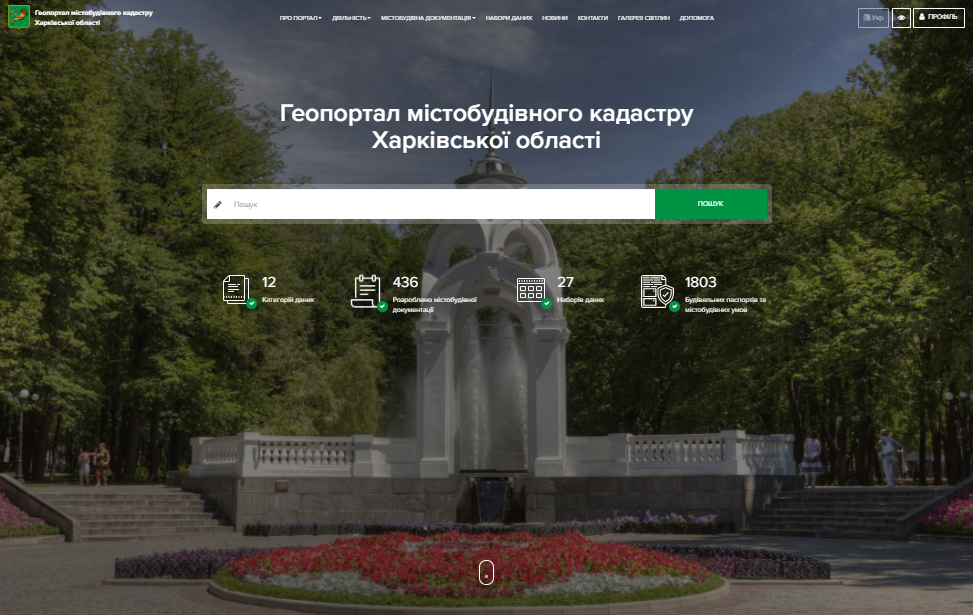 Геопортал містобудівного кадастру
Харківської області
ПРО ПОРТАЛ
ДІЯЛЬНІСТЬ
МІСТОБУДІВНА ДОКУМЕНТАЦІЯ
НАБОРИ ДАНИХ
НОВИНИ
КОНТАКТИ
ГАЛЕРЕЯ СВІТЛИН
ДОПОМОГА
Укр
ПРОФІЛЬ
Геопортал містобудівного кадастру
Харківської області
Пошук
ПОШУК
12
Категорій даних
436
Розроблено містобудівної
документації
27
Наборів даних
1803
Будівельних паспортів та
містобудівних умов